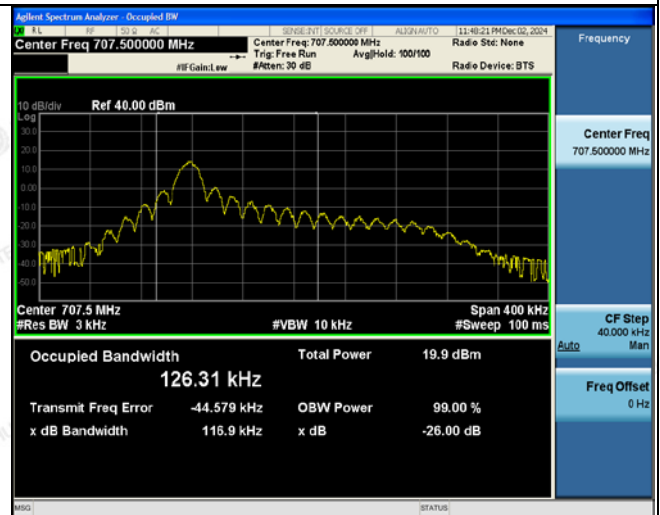 Agilent Spectrum Analyzer - Occupied BW
RL RF 50 Ω AC SENSE:INT SOURCE OFF ALIGN AUTO 11:48:21 PM Dec 02, 2024
Center Freq 707.500000 MHz
Center Freq: 707.500000 MHz Radio Std: None
Trig: Free Run Avg|Hold: 100/100
#IFGain:Low #Atten: 30 dB Radio Device: BTS
10 dB/div Ref 40.00 dBm
Log
30.0
20.0
10.0
0.00
-10.0
-20.0
-30.0
-40.0
-50.0
Center 707.5 MHz Span 400 kHz
#Res BW 3 kHz #VBW 10 kHz #Sweep 100 ms
Occupied Bandwidth Total Power 19.9 dBm
126.31 kHz
Transmit Freq Error -44.579 kHz OBW Power 99.00 %
x dB Bandwidth 116.9 kHz x dB -26.00 dB
MSG STATUS
Frequency
Center Freq
707.500000 MHz
CF Step
40.000 kHz
Auto Man
Freq Offset
0 Hz